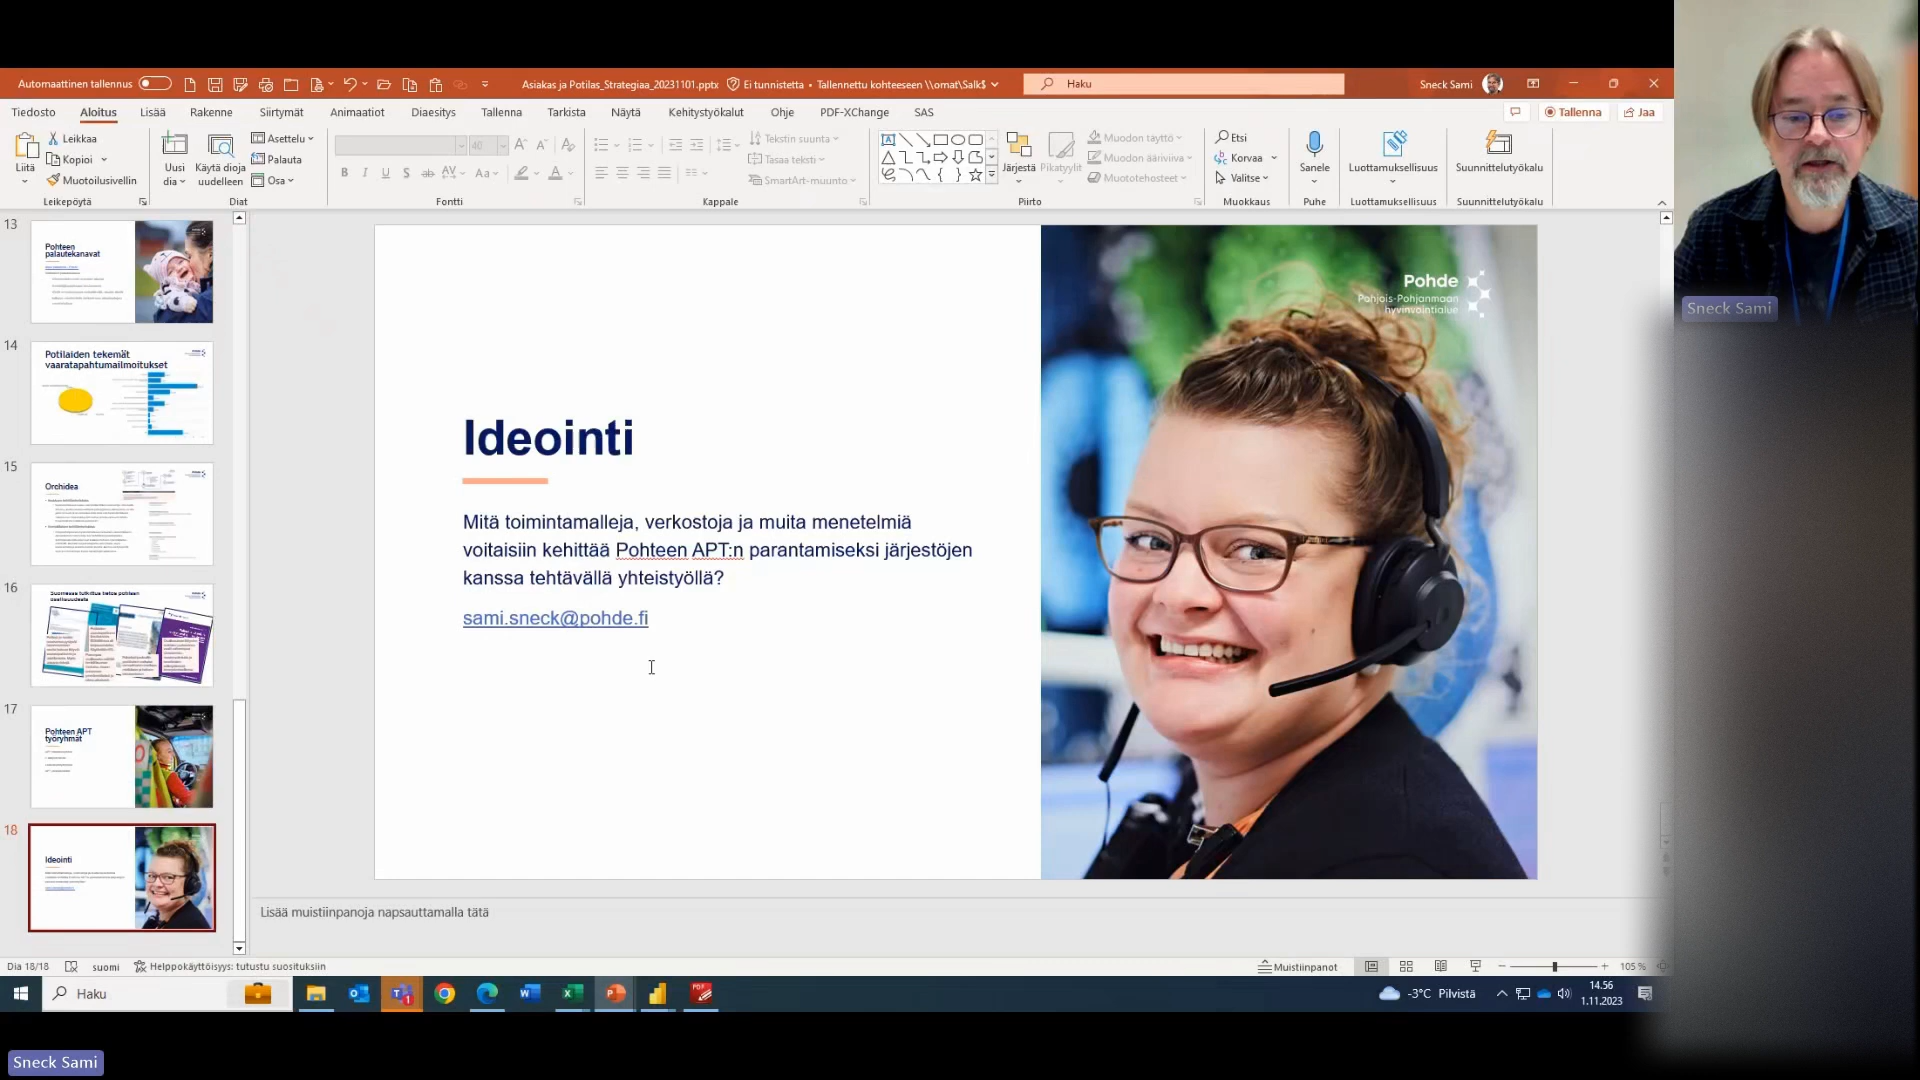 Automaattinen tallennus
Asiakas ja Potilas_Strategiaa_20231101.pptx
Ei tunnistetta • Tallennettu kohteeseen \\omat\Salk$
Haku
Sneck Sami
Tiedosto Aloitus Lisää Rakenne Siirtymät Animaatiot Diaesitys Tallenna Tarkista Näytä Kehitystyökalut Ohje PDF-XChange SAS
Tallenna
Jaa
Liitä
Leikkaa
Kopioi
Muotoilusivellin
Leikepöytä
Uusi dia
Käytä dioja uudelleen
Asettelu
Palauta
Osa
Diat
40
Fontti
Tekstin suunta
Tasaa teksti
SmartArt-muunto
Kappale
Järjestä
Pikatyylit
Muodon täyttö
Muodon ääriviiva
Muototehosteet
Piirto
Etsi
Korvaa
Valitse
Muokkaus
Sanele
Puhe
Luottamuksellisuus
Luottamuksellisuus
Suunnittelutyökalu
Suunnittelutyökalu
13
Pohteen
palautekanavat
14
Potilaiden tekemät
vaaratapahtumailmoitukset
15
Orchidea
16
17
Pohteen APT
työryhmät
18
Ideointi
Ideointi
Mitä toimintamalleja, verkostoja ja muita menetelmiä
voitaisiin kehittää Pohteen APT:n parantamiseksi järjestöjen
kanssa tehtävällä yhteistyöllä?
sami.sneck@pohde.fi
Pohde
Pohjois-Pohjanmaan
hyvinvointialue
Lisää muistiinpanoja napsauttamalla tätä
Dia 18/18
suomi
Helppokäyttöisyys: tutustu suosituksiin
Muistiinpanot
105 %
Haku
-3°C Pilvistä
14.56
1.11.2023
Sneck Sami
Sneck Sami